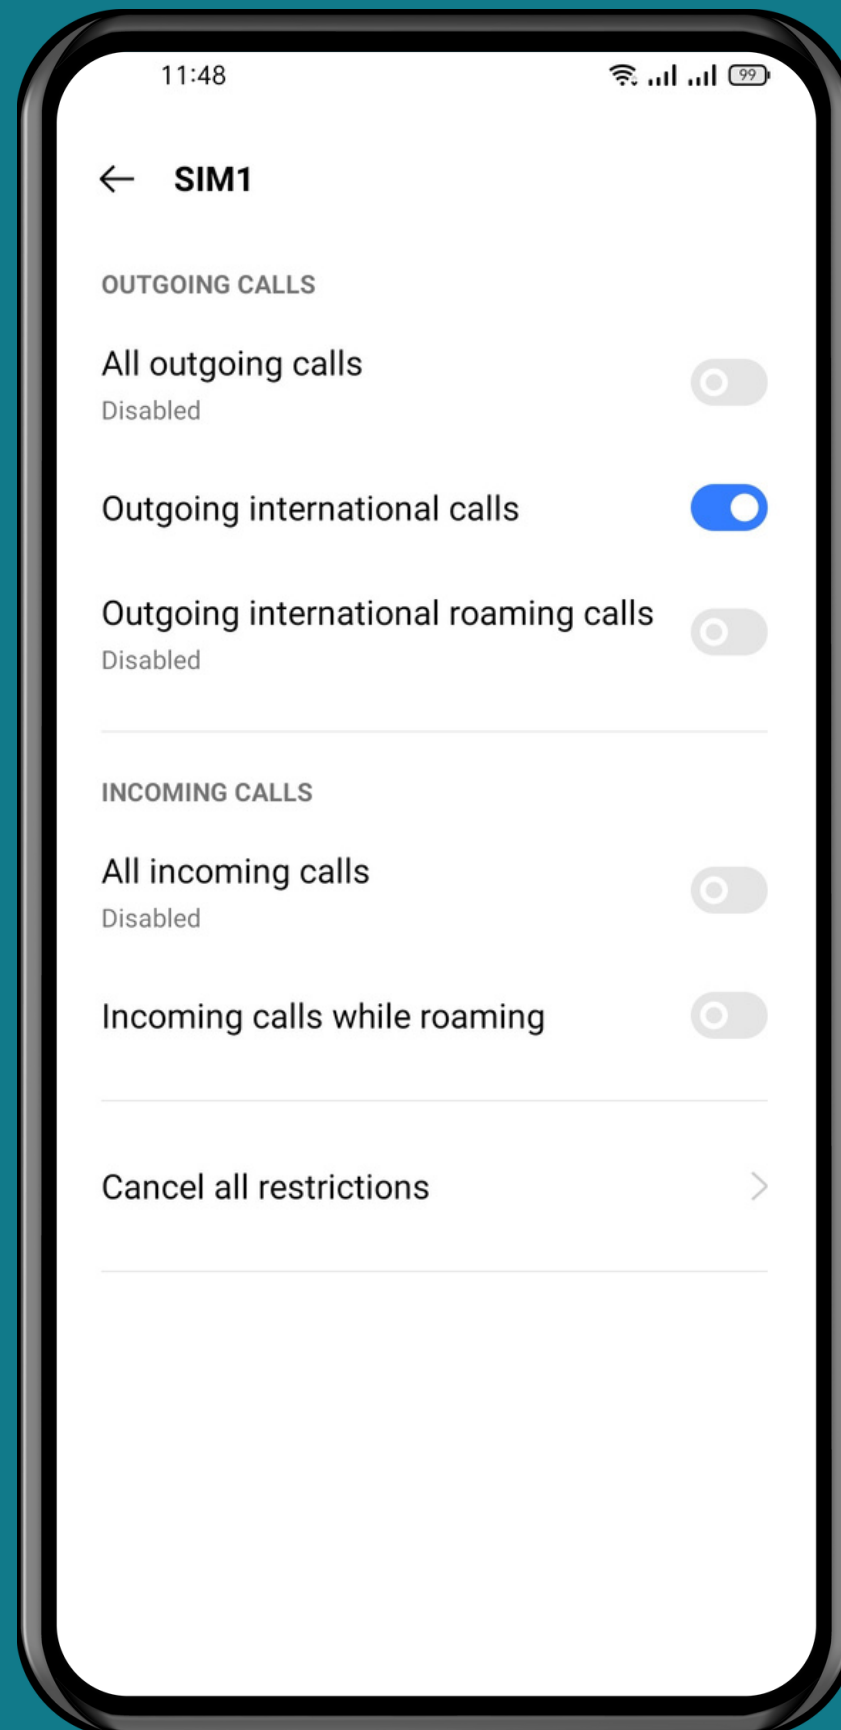 11:48
99
SIM1
OUTGOING CALLS
All outgoing calls
Disabled
Outgoing international calls
Outgoing international roaming calls
Disabled
INCOMING CALLS
All incoming calls
Disabled
Incoming calls while roaming
Cancel all restrictions